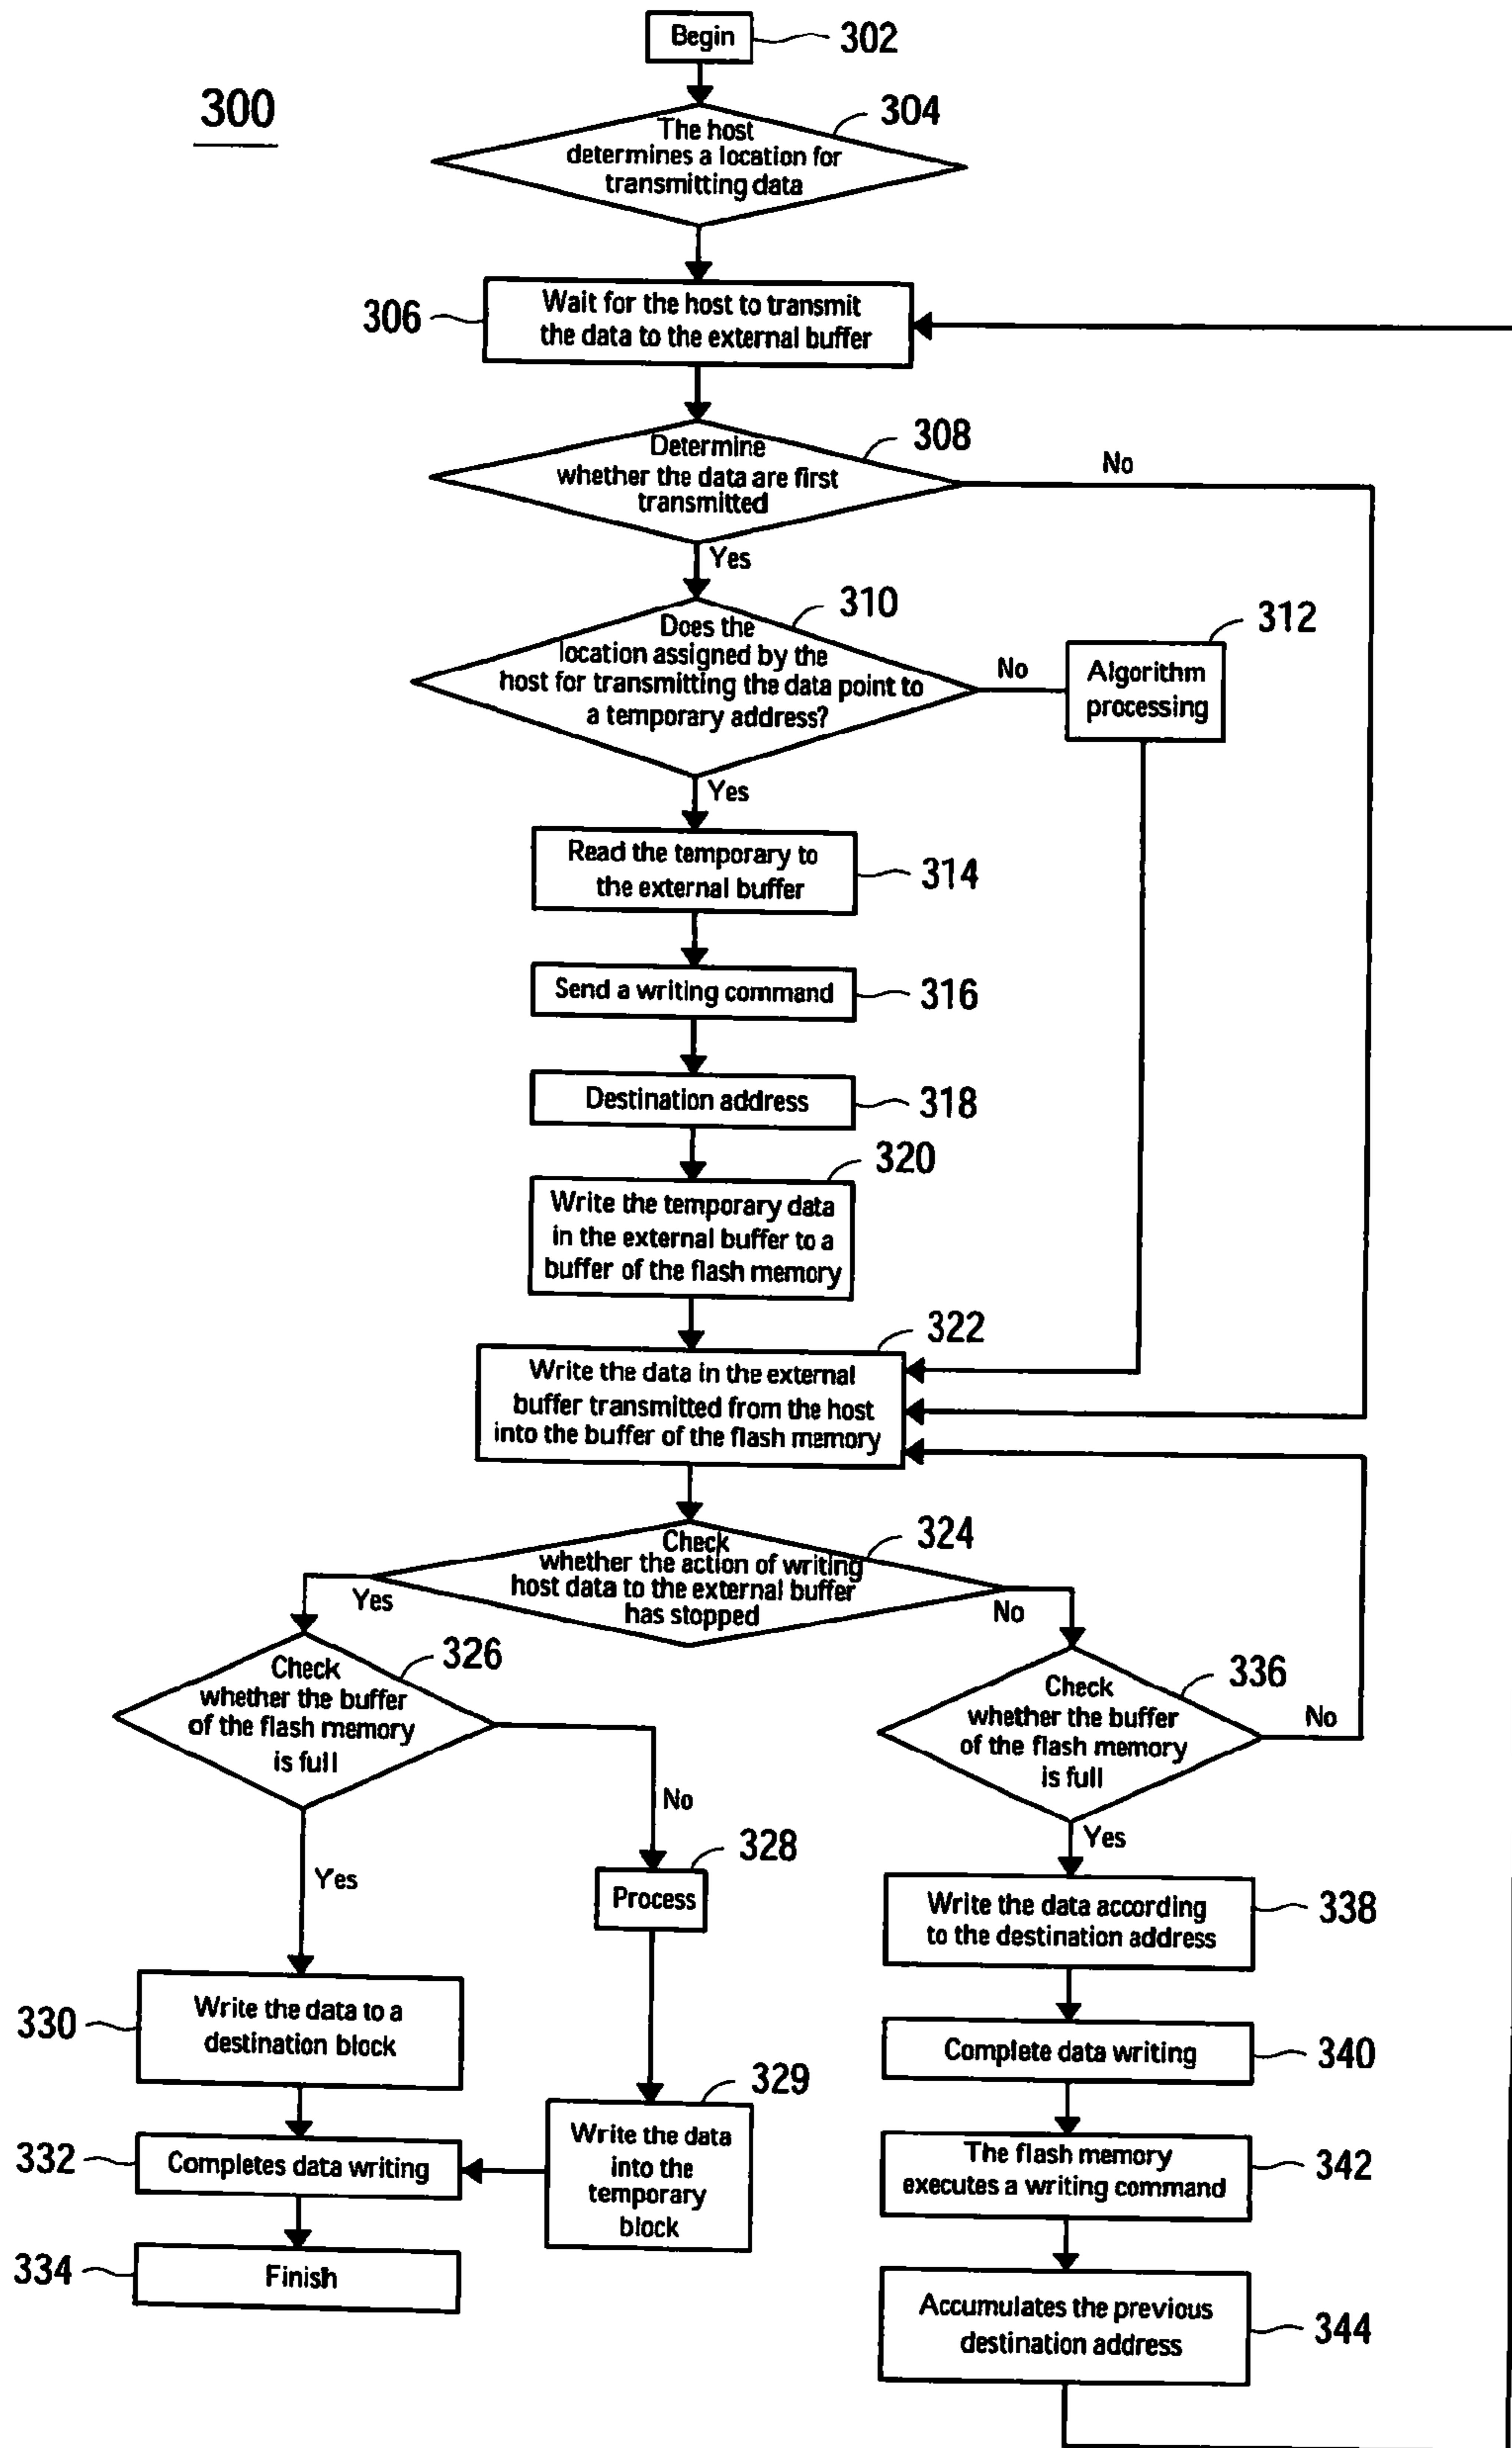 Begin
302
300
304
The host
determines a location for
transmitting data
306
Wait for the host to transmit
the data to the external buffer
308
Determine
whether the data are first
transmitted
No
Yes
310
Does the
location assigned by the
host for transmitting the data point to
a temporary address?
No
312
Algorithm
processing
Yes
Read the temporary to
the external buffer
314
Send a writing command
316
Destination address
318
320
Write the temporary data
in the external buffer to a
buffer of the flash memory
322
Write the data in the external
buffer transmitted from the host
into the buffer of the flash memory
324
Check
whether the action of writing
host data to the external buffer
has stopped
Yes
No
326
Check
whether the buffer
of the flash memory
is full
No
Yes
328
Process
336
Check
whether the buffer
of the flash memory
is full
No
Yes
330
Write the data to a
destination block
329
Write the data
into the
temporary
block
332
Completes data writing
334
Finish
Write the data according
to the destination address
338
Complete data writing
340
The flash memory
executes a writing command
342
Accumulates the previous
destination address
344